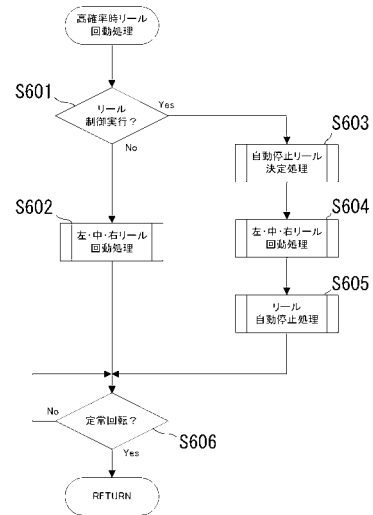 高確率時リール
回動処理
S601
リール
制御実行?
Yes
No
S603
自動停止リール
決定処理
S602
左・中・右リール
回動処理
S604
左・中・右リール
回動処理
S605
リール
自動停止処理
No
定常回転?
S606
Yes
RETURN